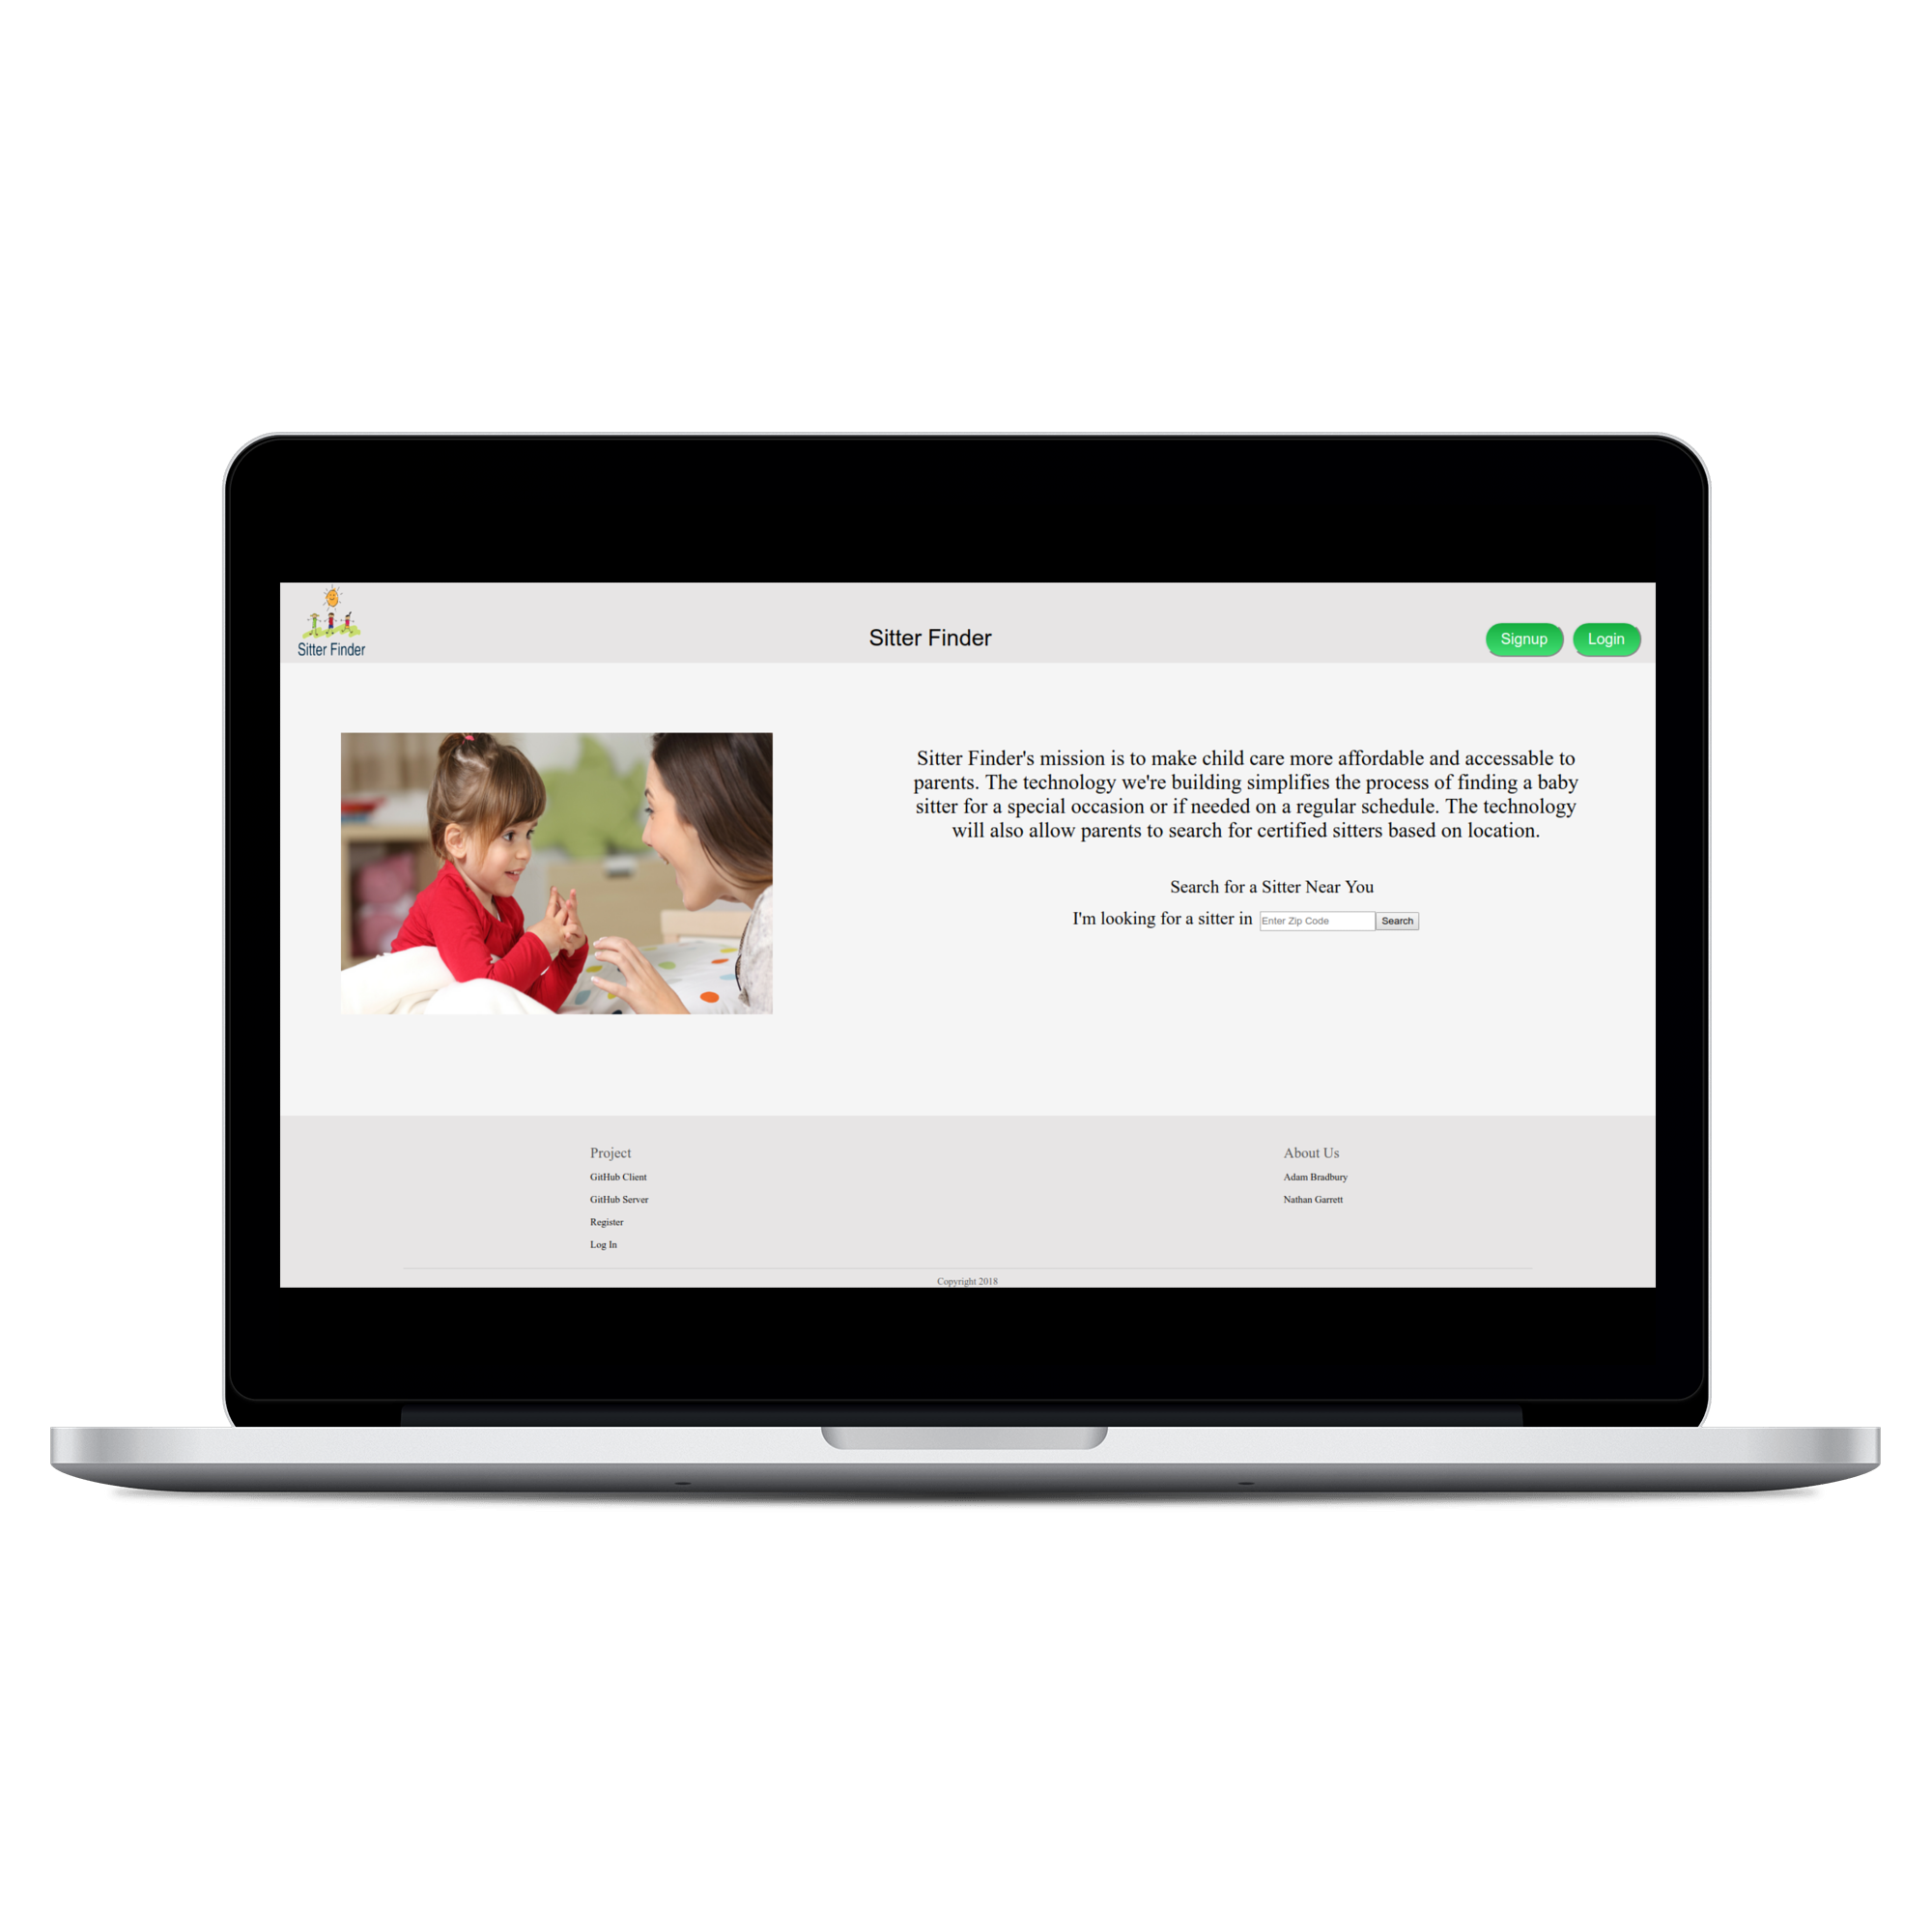 Sitter Finder
Sitter Finder
Signup
Login
Sitter Finder's mission is to make child care more affordable and accessable to
parents. The technology we're building simplifies the process of finding a baby
sitter for a special occasion or if needed on a regular schedule. The technology
will also allow parents to search for certified sitters based on location.
Search for a Sitter Near You
I'm looking for a sitter in Enter Zip Code Search
Project
GitHub Client
GitHub Server
Register
Log In
About Us
Adam Bradbury
Nathan Garrett
Copyright 2018